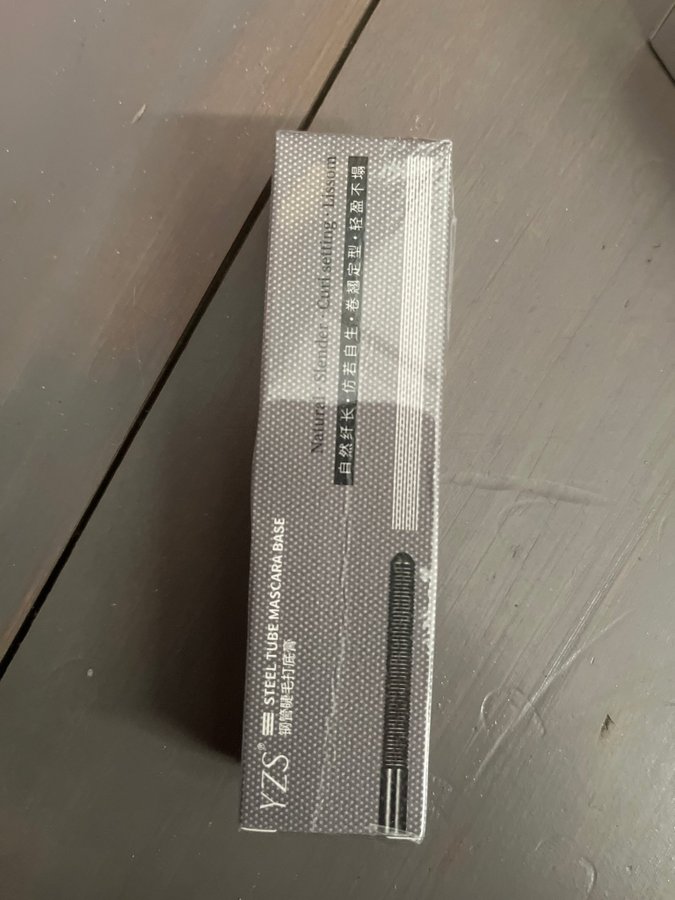 YZS®
STEEL TUBE MASCARA BASE
钢管睫毛打底膏
Natural · Slender · Curl setting · Lissom
自然纤长 · 仿若自生 · 卷翘定型 · 轻盈不塌